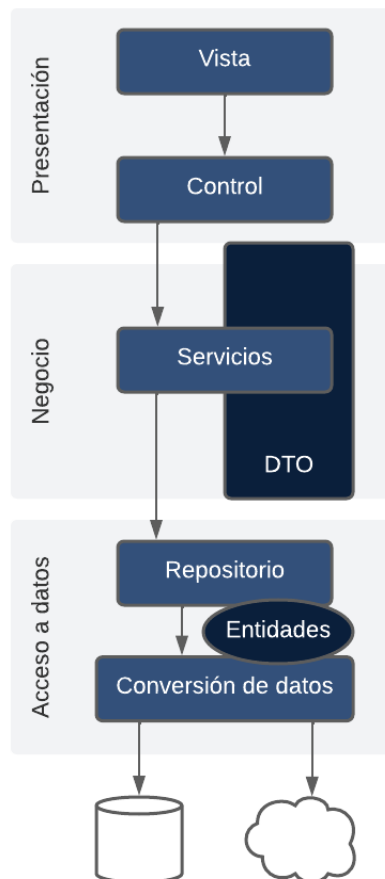 Presentación
Vista
Control
Negocio
Servicios
DTO
Acceso a datos
Repositorio
Entidades
Conversión de datos